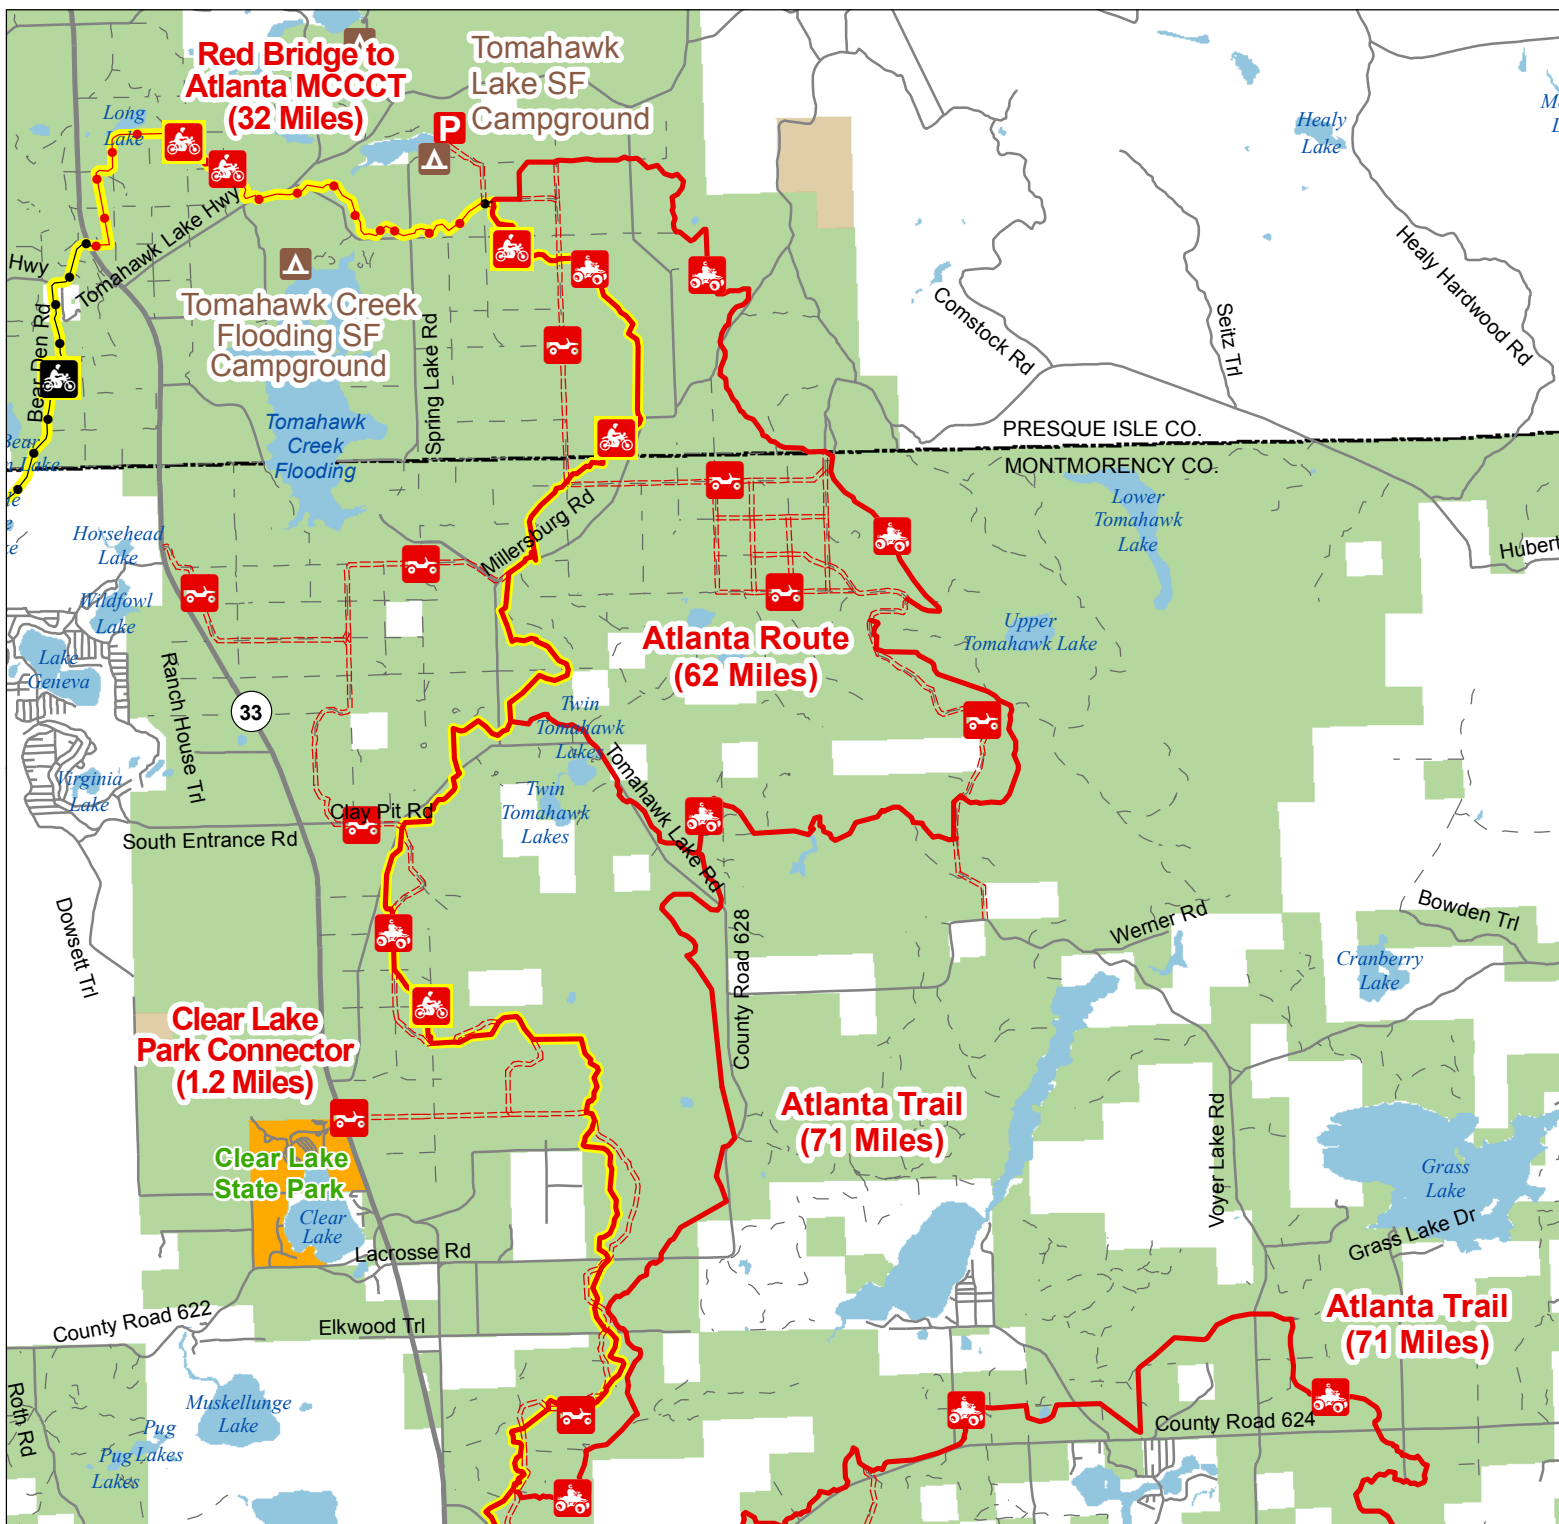 Red Bridge to
Atlanta MCCCT
(32 Miles)
Tomahawk
Lake SF
Campground
P
Long
Lake
Healy
Lake
Tomahawk Lake Hwy
Hwy
Bear Den Rd
Tomahawk Creek
Flooding SF
Campground
Spring Lake Rd
Comstock Rd
Seitz Trl
Healy Hardwood Rd
Tomahawk
Creek
Flooding
PRESQUE ISLE CO.
MONTMORENCY CO.
Bear
Lake
Lower
Tomahawk
Lake
Millersburg Rd
Horsehead
Lake
Hubert
Wildfowl
Lake
Atlanta Route
(62 Miles)
Upper
Tomahawk Lake
Lake
Geneva
Ranch House Trl
33
Twin
Tomahawk
Lakes
Tomahawk Lake Rd
Virginia
Lake
Twin
Tomahawk
Lakes
Clay Pit Rd
South Entrance Rd
Dowsett Trl
Bowden Trl
Werner Rd
County Road 628
Cranberry
Lake
Clear Lake
Park Connector
(1.2 Miles)
Atlanta Trail
(71 Miles)
Voyer Lake Rd
Clear Lake
State Park
Grass
Lake
Clear
Lake
Grass Lake Dr
Lacrosse Rd
County Road 622
Elkwood Trl
Atlanta Trail
(71 Miles)
Roth Rd
Muskellunge
Lake
Pug
Lakes
Pug
Lakes
County Road 624